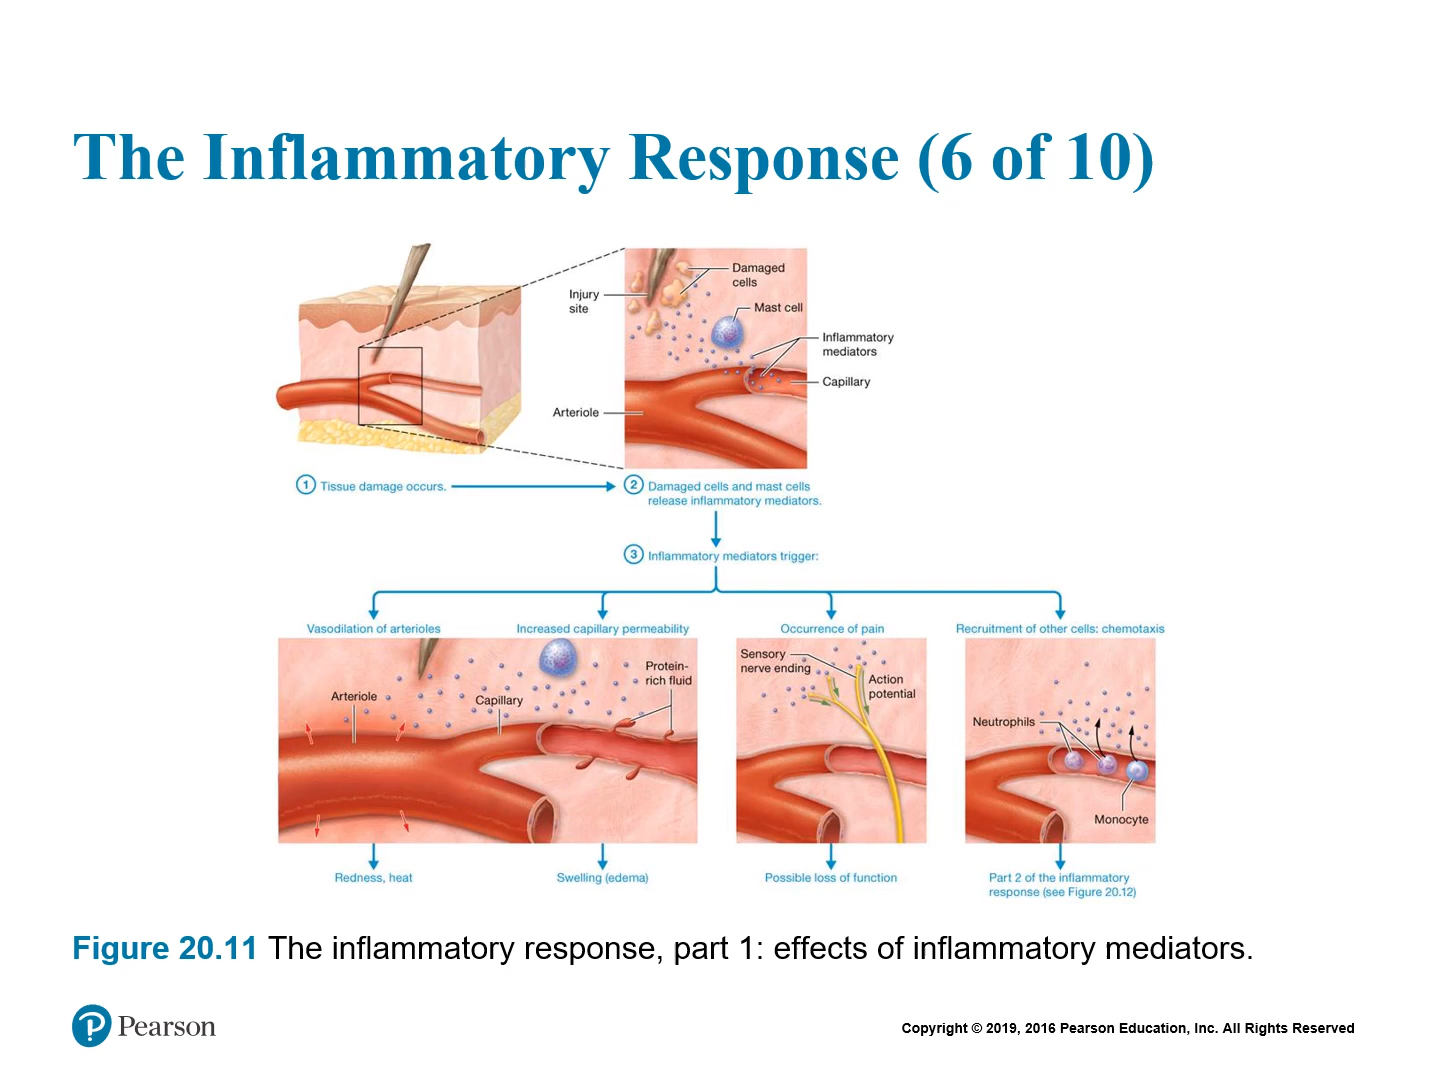 The Inflammatory Response (6 of 10)
Damaged
cells
Injury
site
Mast cell
Inflammatory
mediators
Capillary
Arteriole
1 Tissue damage occurs.
2 Damaged cells and mast cells
release inflammatory mediators.
3 Inflammatory mediators trigger:
Vasodilation of arterioles
Increased capillary permeability
Occurrence of pain
Recruitment of other cells: chemotaxis
Arteriole
Capillary
Protein-
rich fluid
Sensory
nerve ending
Action
potential
Neutrophils
Monocyte
Redness, heat
Swelling (edema)
Possible loss of function
Part 2 of the inflammatory
response (see Figure 20.12)
Figure 20.11 The inflammatory response, part 1: effects of inflammatory mediators.
P Pearson
Copyright © 2019, 2016 Pearson Education, Inc. All Rights Reserved